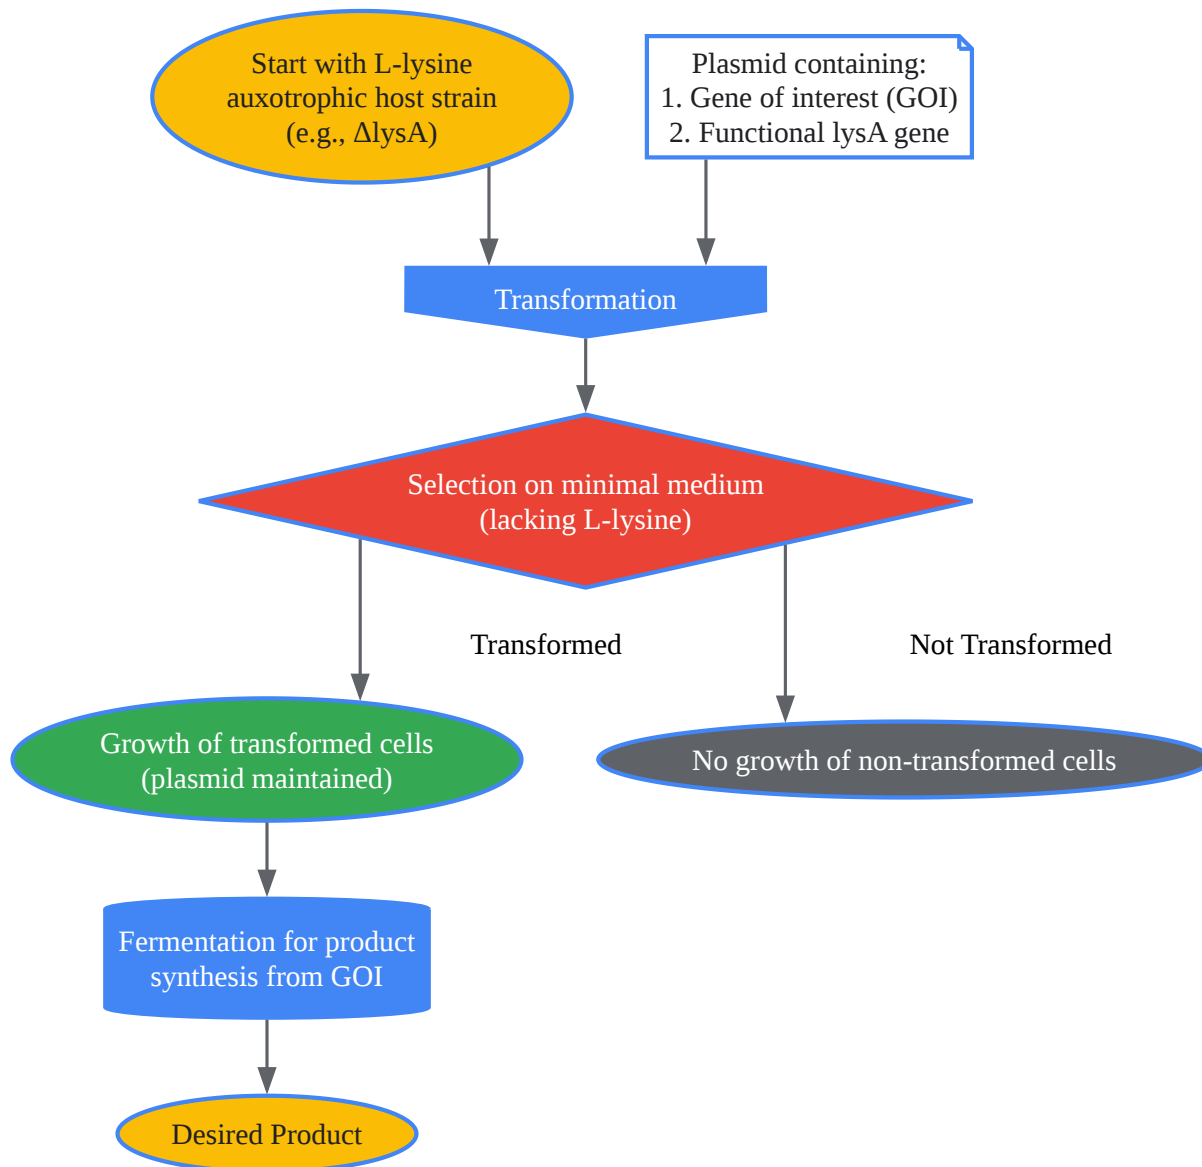 Start with L-lysine
auxotrophic host strain
(e.g., ΔlysA)
Plasmid containing:
1. Gene of interest (GOI)
2. Functional lysA gene
Transformation
Selection on minimal medium
(lacking L-lysine)
Transformed
Not Transformed
Growth of transformed cells
(plasmid maintained)
No growth of non-transformed cells
Fermentation for product
synthesis from GOI
Desired Product